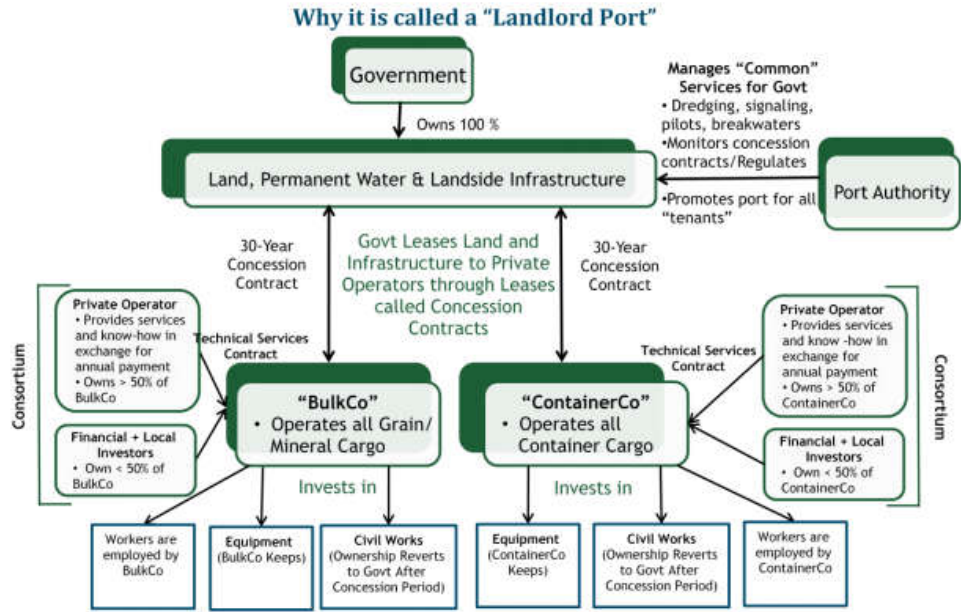 Why it is called a “Landlord Port”
Government
Owns 100 %
Manages “Common”
Services for Govt
• Dredging, signaling,
pilots, breakwaters
•Monitors concession
contracts/Regulates
•Promotes port for all
“tenants”
Land, Permanent Water & Landside Infrastructure
Port Authority
30-Year
Concession
Contract
Govt Leases Land and
Infrastructure to Private
Operators through Leases
called Concession
Contracts
30-Year
Concession
Contract
Consortium
Private Operator
• Provides services
and know-how in
exchange for
annual payment
• Owns > 50% of
BulkCo
Technical Services
Contract
Financial + Local
Investors
• Own < 50% of
BulkCo
“BulkCo”
• Operates all Grain/
Mineral Cargo
“ContainerCo”
• Operates all
Container Cargo
Technical Services
Contract
Private Operator
• Provides services
and know -how in
exchange for
annual payment
• Owns > 50% of
ContainerCo
Financial + Local
Investors
• Own < 50% of
ContainerCo
Consortium
Invests in
Invests in
Workers are
employed by
BulkCo
Equipment
(BulkCo Keeps)
Civil Works
(Ownership Reverts
to Govt After
Concession Period)
Equipment
(ContainerCo
Keeps)
Civil Works
(Ownership Reverts
to Govt After
Concession Period)
Workers are
employed by
ContainerCo